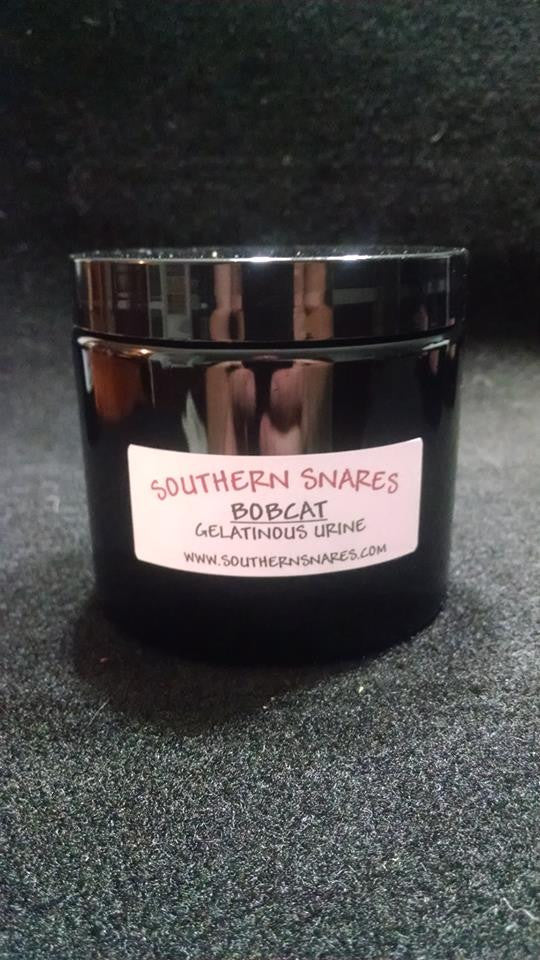 SOUTHERN SNARES
BOBCAT
GELATINOUS URINE
WWW.SOUTHERNSNARES.COM